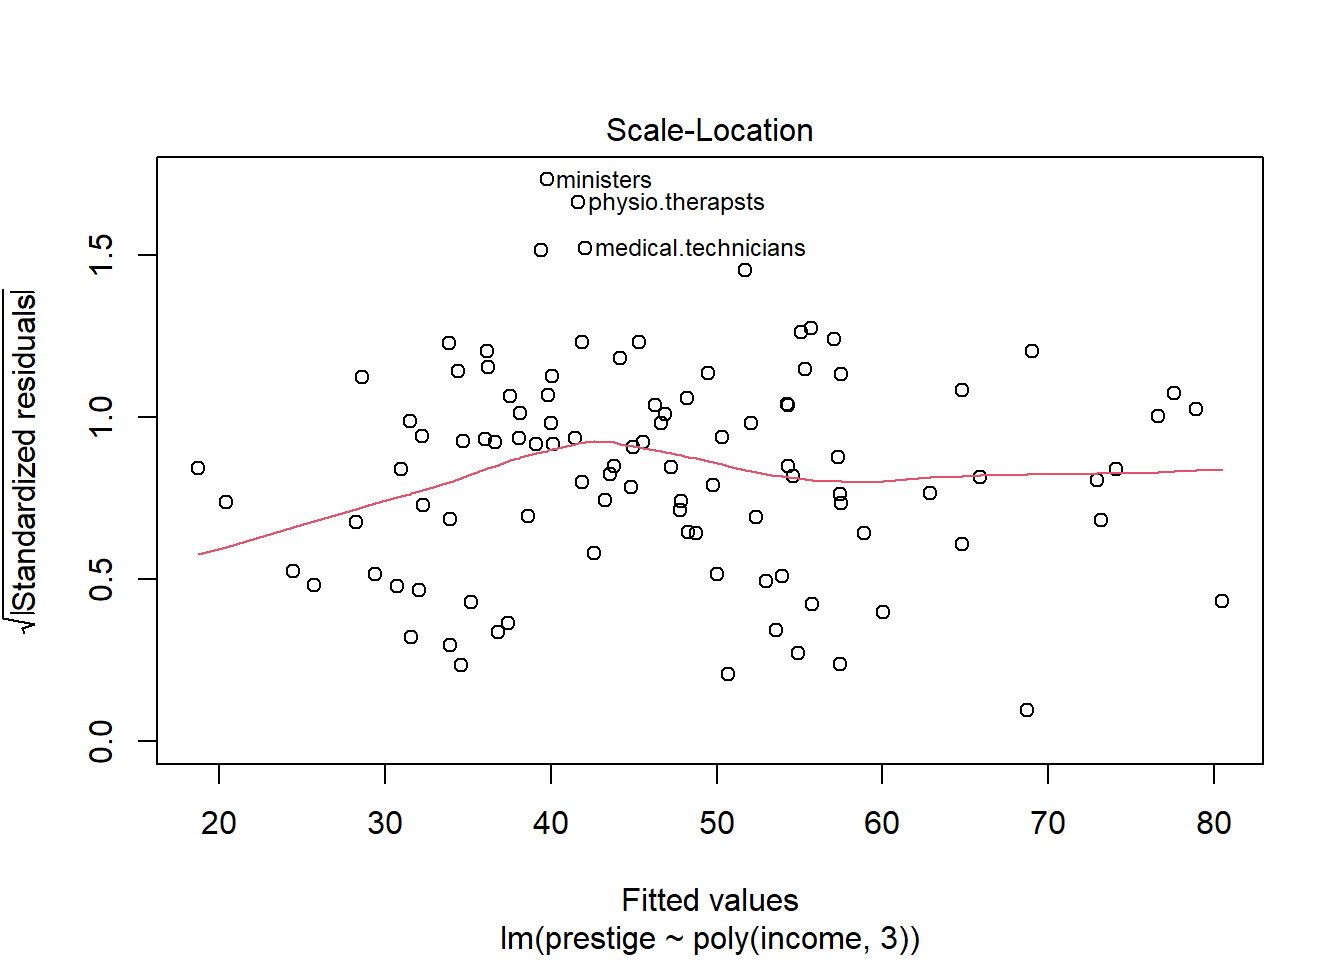 Scale-Location
ministers
physio.therapsts
medical.technicians
√|Standardized residuals|
1.5
1.0
0.5
0.0
20 30 40 50 60 70 80
Fitted values
lm(prestige ~ poly(income, 3))